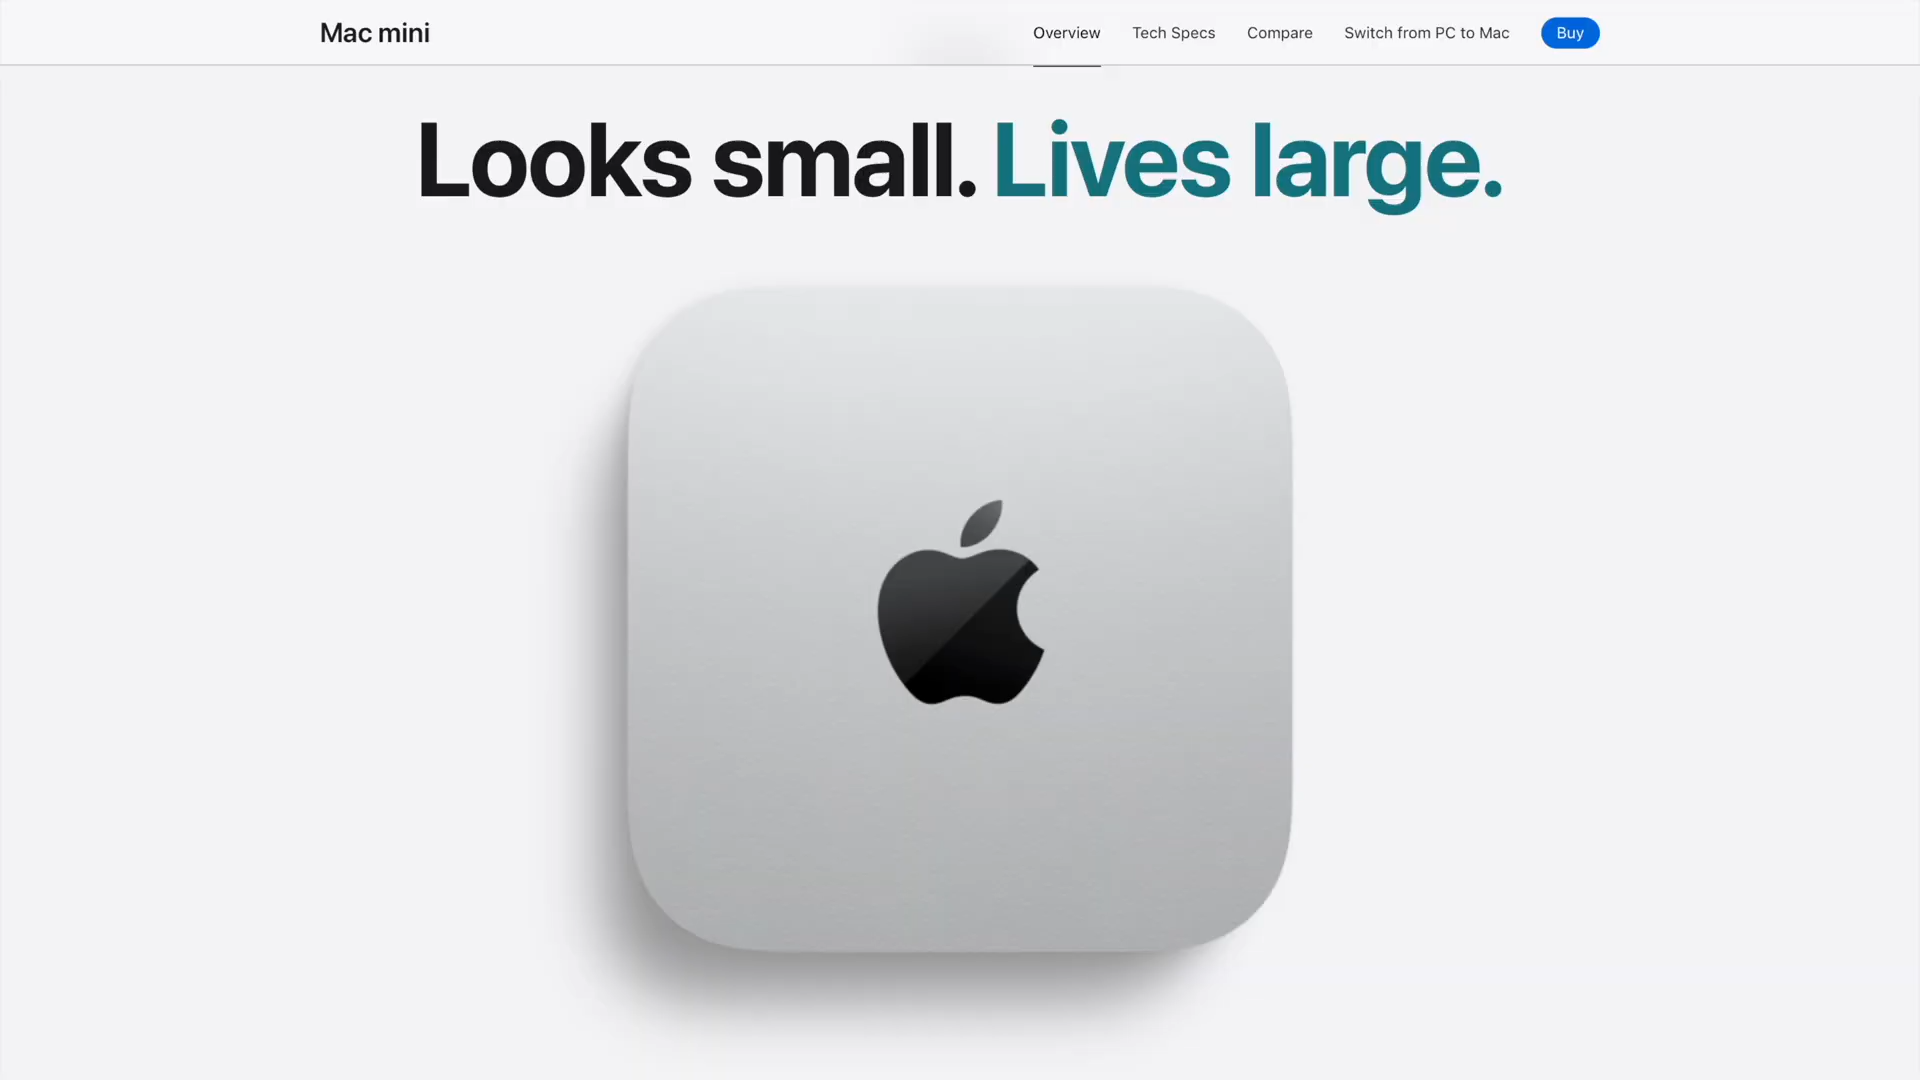 Mac mini
Overview
Tech Specs
Compare
Switch from PC to Mac
Buy
Looks small. Lives large.